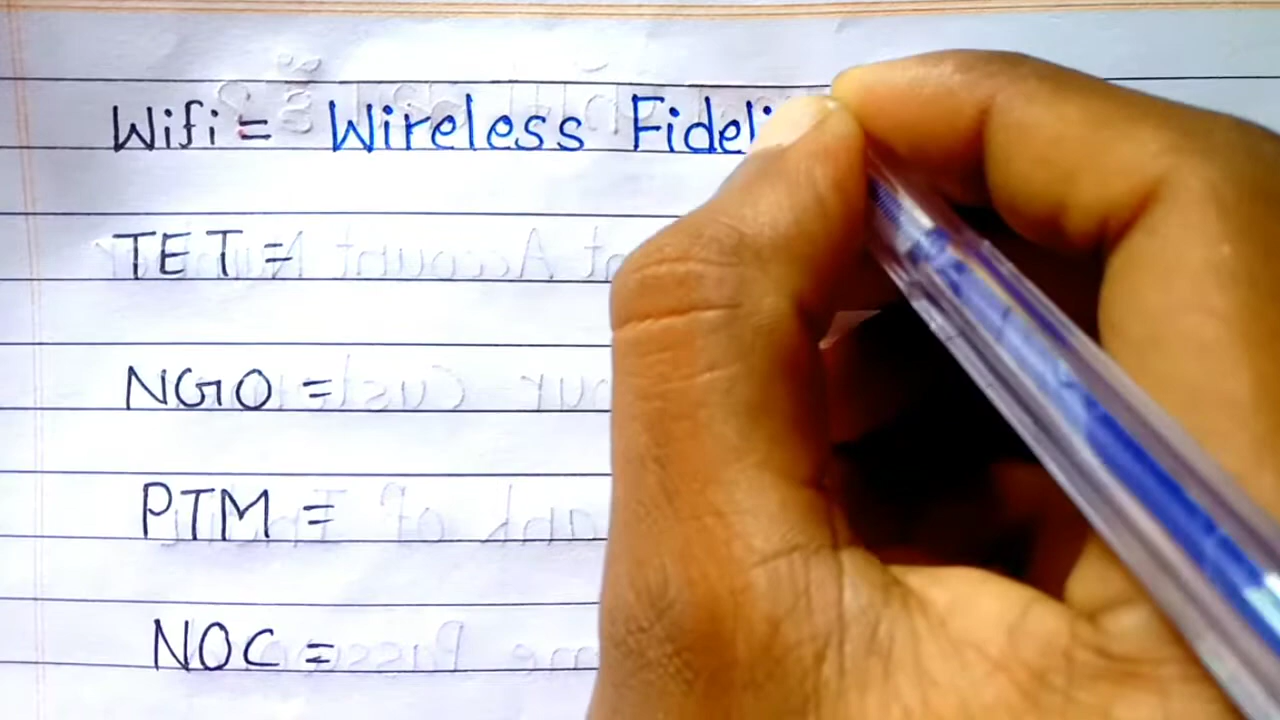 Wifi = Wireless Fideli
TET =
NGO =
PTM =
NOC =